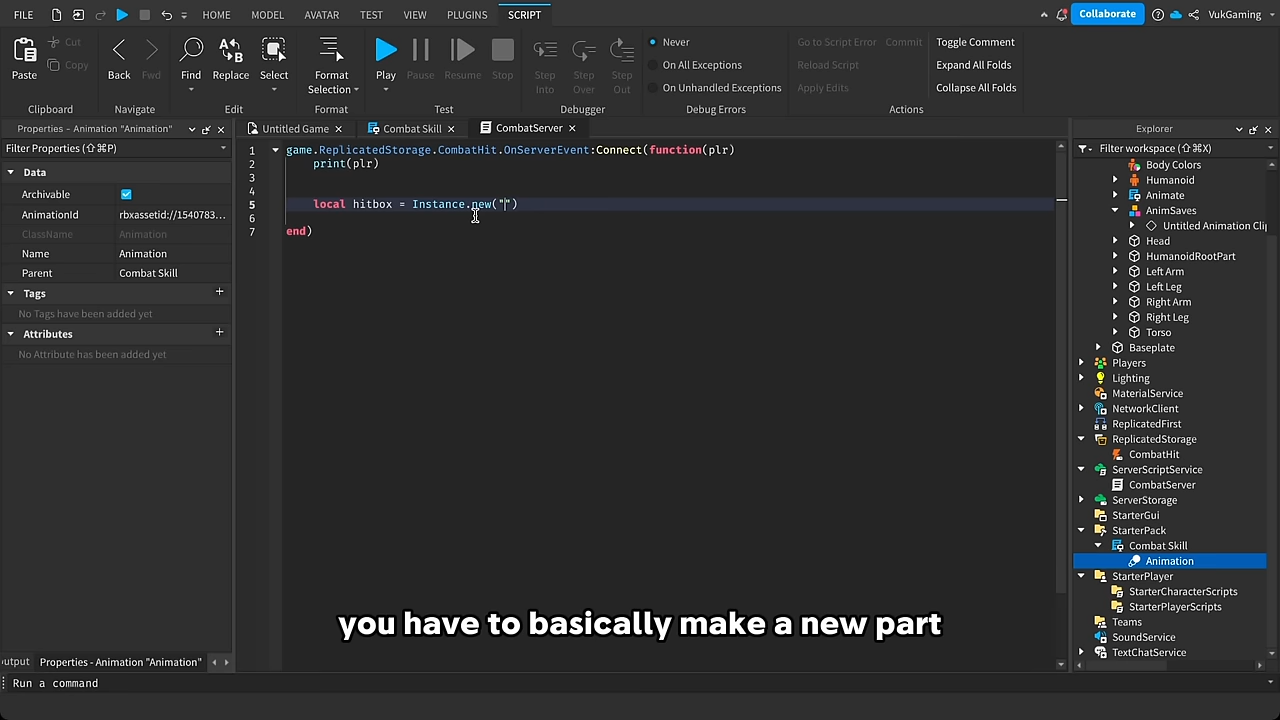 FILE
HOME
MODEL
AVATAR
TEST
VIEW
PLUGINS
SCRIPT
Collaborate
VukGaming
Paste
Cut
Copy
Clipboard
Back
Fwd
Navigate
Find
Replace
Select
Edit
Format
Selection
Format
Play
Pause
Resume
Stop
Test
Step
Into
Step
Over
Step
Out
Debugger
Never
On All Exceptions
On Unhandled Exceptions
Debug Errors
Go to Script Error
Commit
Reload Script
Apply Edits
Toggle Comment
Expand All Folds
Collapse All Folds
Actions
Properties - Animation "Animation"
Filter Properties (⇧⌘P)
Data
Archivable
AnimationId rbxassetid://1540783...
ClassName Animation
Name Animation
Parent Combat Skill
Tags
No Tags have been added yet
Attributes
No Attribute has been added yet
Untitled Game
Combat Skill
CombatServer
1 game.ReplicatedStorage.CombatHit.OnServerEvent:Connect(function(plr)
2 print(plr)
3
4
5 local hitbox = Instance.new("")
6
7 end)
Explorer
Filter workspace (⇧⌘X)
Body Colors
Humanoid
Animate
AnimSaves
Untitled Animation Clip
Head
HumanoidRootPart
Left Arm
Left Leg
Right Arm
Right Leg
Torso
Baseplate
Players
Lighting
MaterialService
NetworkClient
ReplicatedFirst
ReplicatedStorage
CombatHit
ServerScriptService
CombatServer
ServerStorage
StarterGui
StarterPack
Combat Skill
Animation
StarterPlayer
StarterCharacterScripts
StarterPlayerScripts
Teams
SoundService
TextChatService
you have to basically make a new part
utput
Properties - Animation "Animation"
Run a command